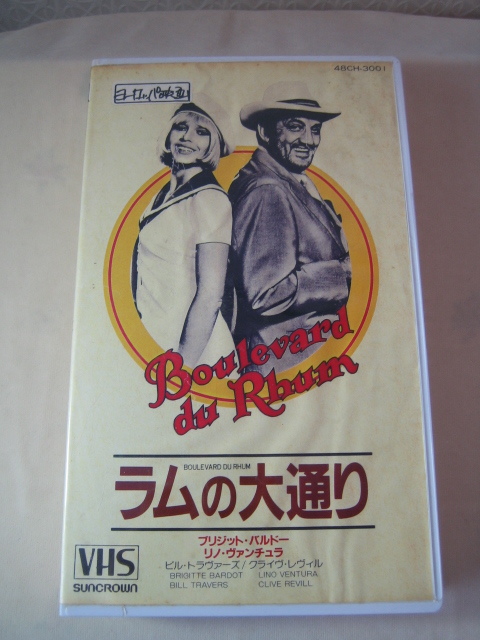 48CH-3001
ヨーロッパ映画
Boulevard
du Rhum
BOULEVARD DU RHUM
ラムの大通り
ブリジット・バルドー
リノ・ヴァンチュラ
ビル・トラヴァーズ/クライヴ・レヴィル
BRIGITTE BARDOT LINO VENTURA
BILL TRAVERS CLIVE REVILL
VHS
SUNCROWN